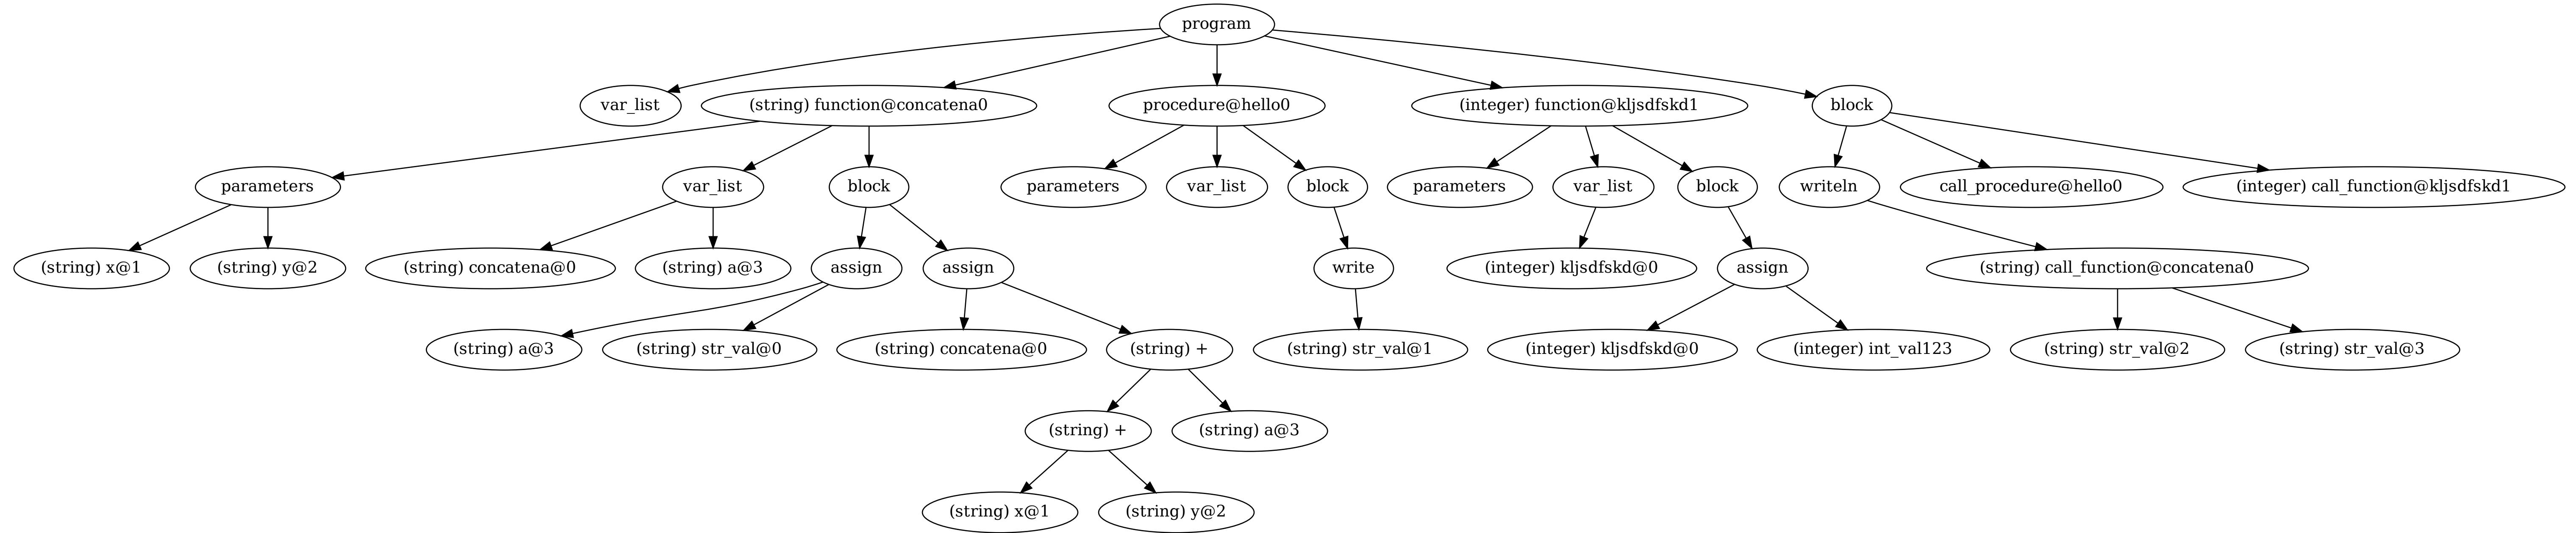 program
var_list
(string) function@concatena0
procedure@hello0
(integer) function@kljsdfskd1
block
parameters
var_list
block
parameters
var_list
block
parameters
var_list
block
writeln
call_procedure@hello0
(integer) call_function@kljsdfskd1
(string) x@1
(string) y@2
(string) concatena@0
(string) a@3
assign
assign
write
(integer) kljsdfskd@0
assign
(string) call_function@concatena0
(string) a@3
(string) str_val@0
(string) concatena@0
(string) +
(string) str_val@1
(integer) kljsdfskd@0
(integer) int_val123
(string) str_val@2
(string) str_val@3
(string) +
(string) a@3
(string) x@1
(string) y@2